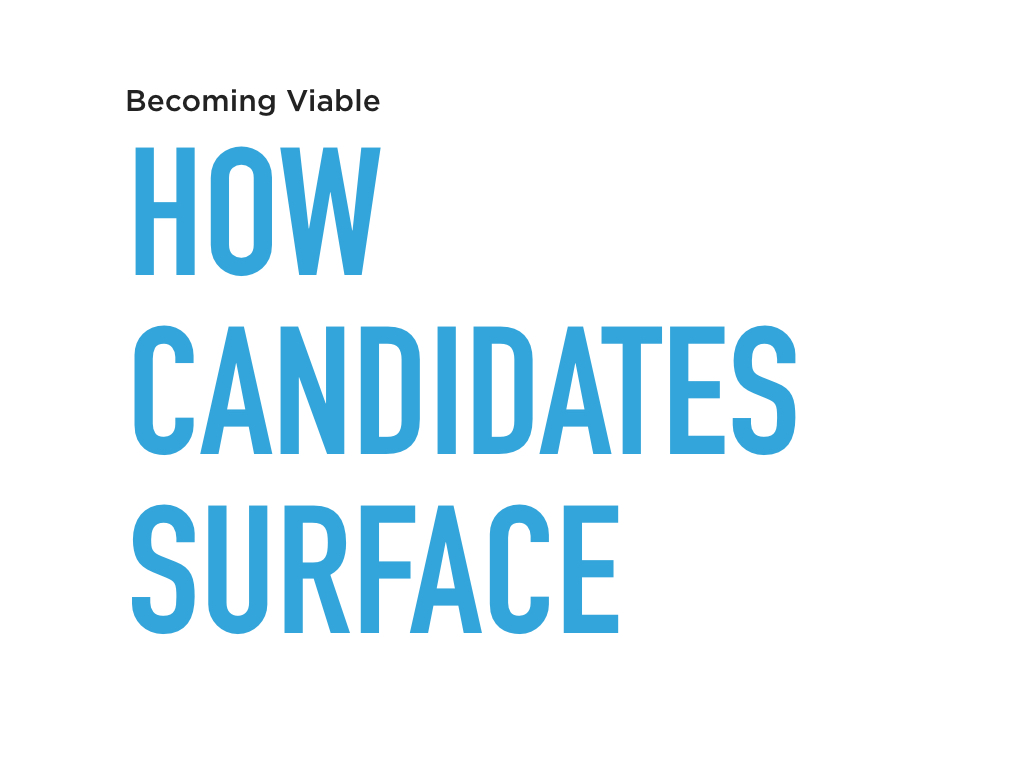 Becoming Viable
HOW
CANDIDATES
SURFACE